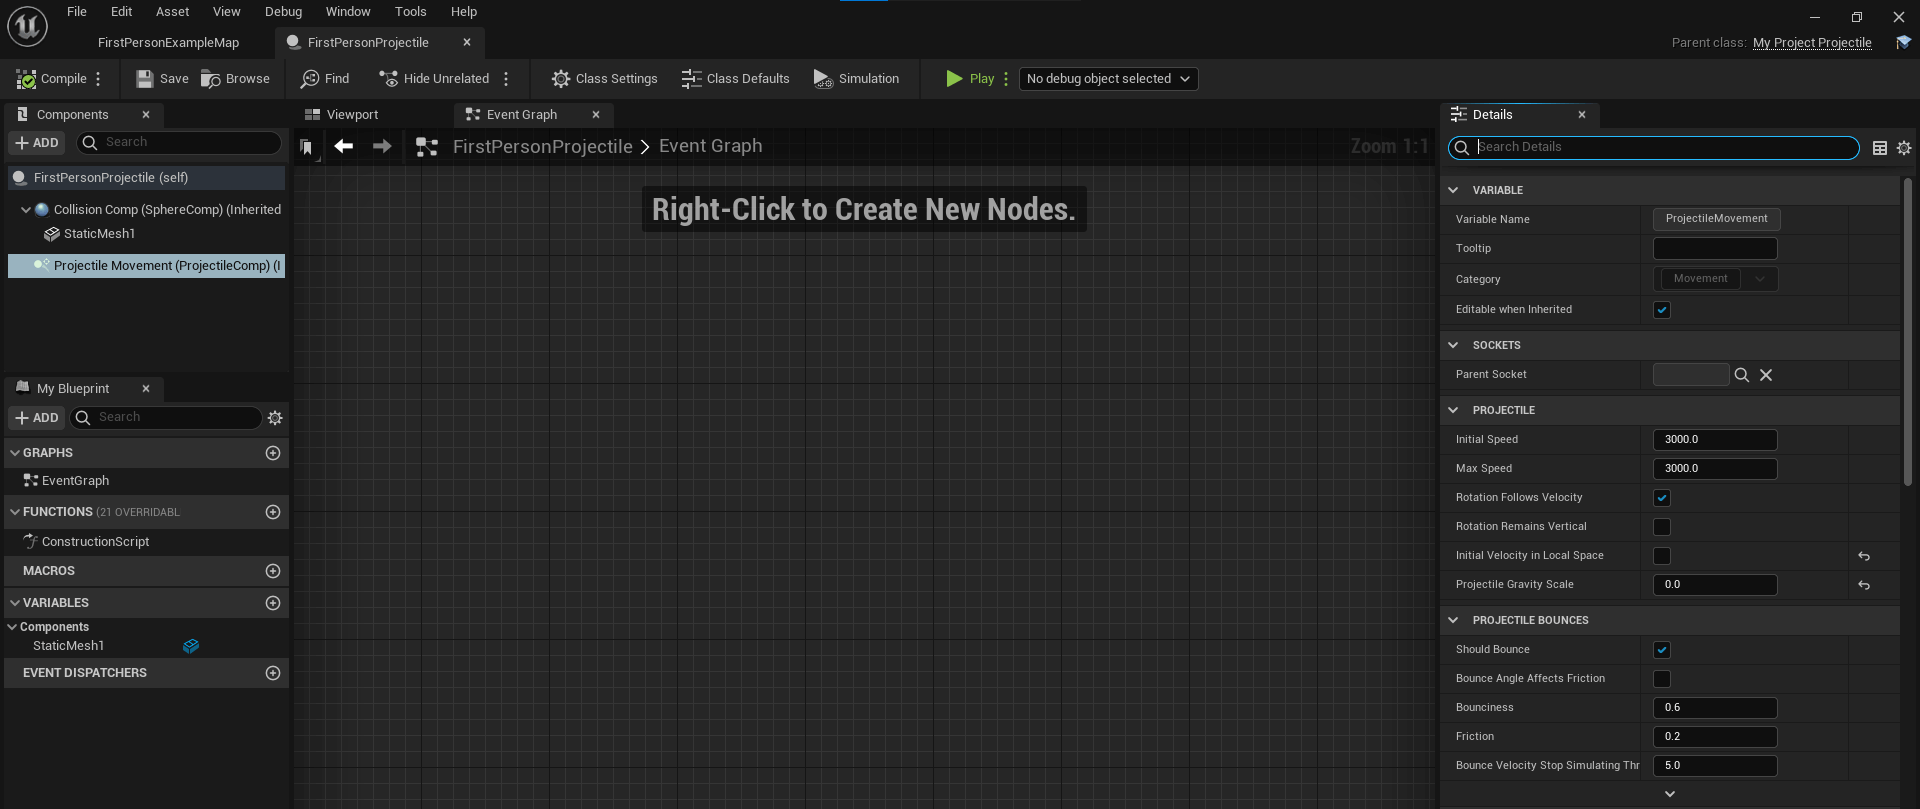 File Edit Asset View Debug Window Tools Help
FirstPersonExampleMap FirstPersonProjectile
Parent class: My Project Projectile
Compile Save Browse Find Hide Unrelated Class Settings Class Defaults Simulation Play No debug object selected
Components
ADD Search
FirstPersonProjectile (self)
Collision Comp (SphereComp) (Inherited
StaticMesh1
Projectile Movement (ProjectileComp) (I
My Blueprint
ADD Search
GRAPHS
EventGraph
FUNCTIONS (21 OVERRIDABL
ConstructionScript
MACROS
VARIABLES
Components
StaticMesh1
EVENT DISPATCHERS
Viewport Event Graph
FirstPersonProjectile > Event Graph
Zoom 1:1
Right-Click to Create New Nodes.
Details
Search Details
VARIABLE
Variable Name ProjectileMovement
Tooltip
Category Movement
Editable when Inherited
SOCKETS
Parent Socket
PROJECTILE
Initial Speed 3000.0
Max Speed 3000.0
Rotation Follows Velocity
Rotation Remains Vertical
Initial Velocity in Local Space
Projectile Gravity Scale 0.0
PROJECTILE BOUNCES
Should Bounce
Bounce Angle Affects Friction
Bounciness 0.6
Friction 0.2
Bounce Velocity Stop Simulating Thr 5.0